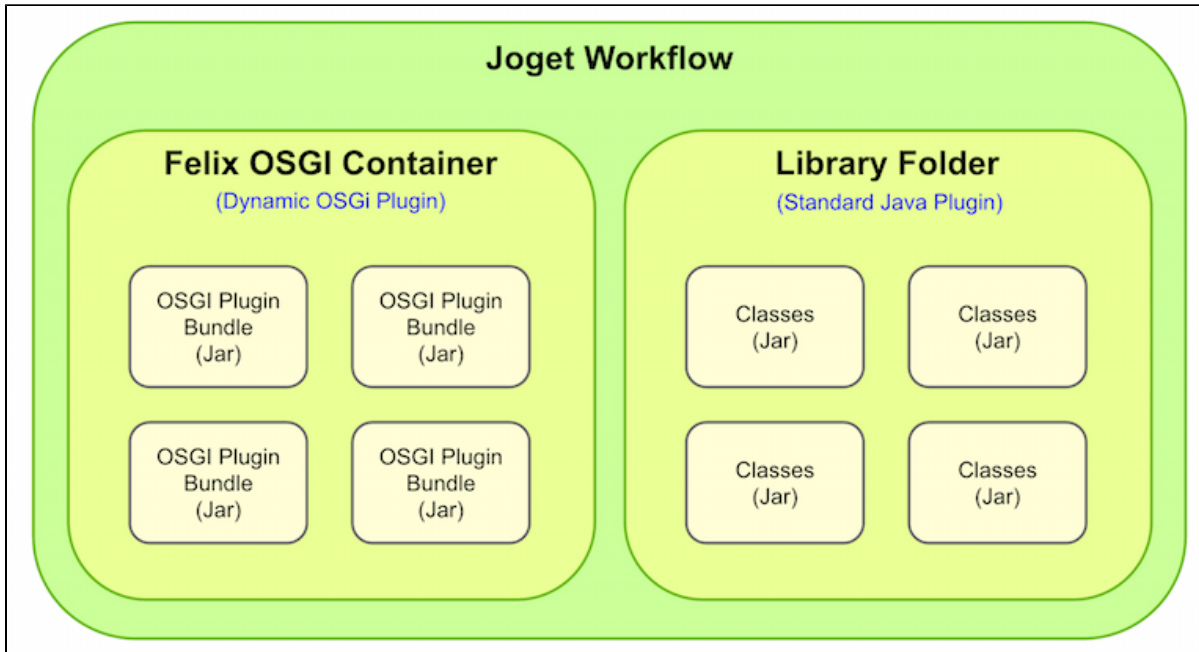 Joget Workflow
Felix OSGI Container
(Dynamic OSGi Plugin)
OSGI Plugin
Bundle
(Jar)
OSGI Plugin
Bundle
(Jar)
OSGI Plugin
Bundle
(Jar)
OSGI Plugin
Bundle
(Jar)
Library Folder
(Standard Java Plugin)
Classes
(Jar)
Classes
(Jar)
Classes
(Jar)
Classes
(Jar)